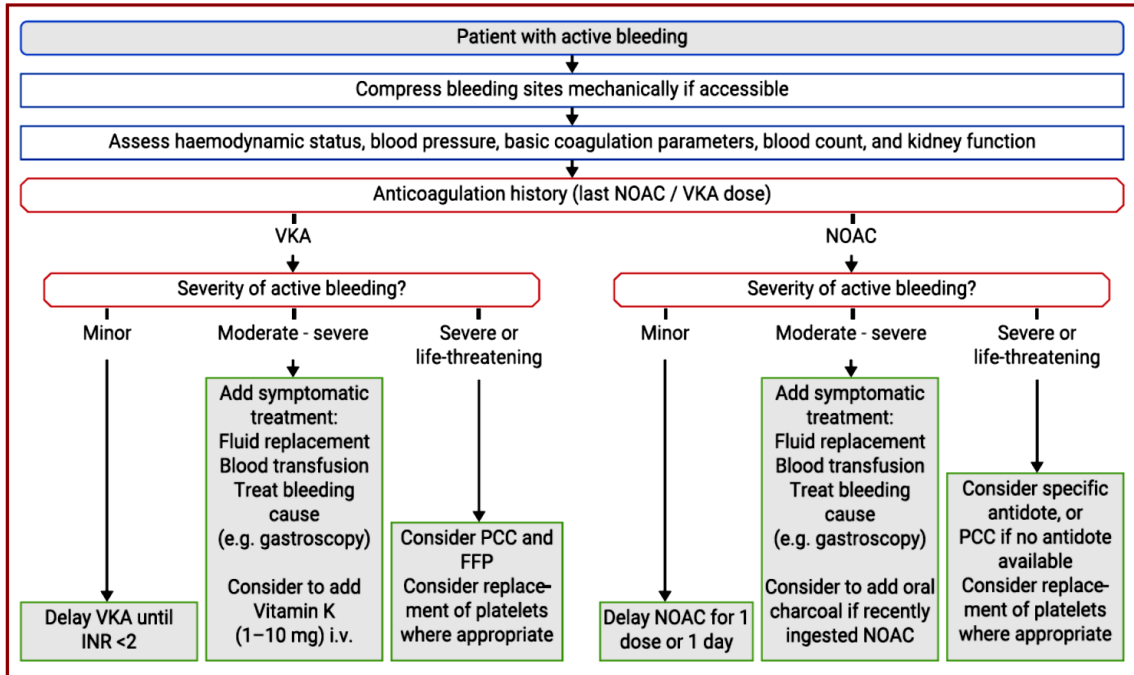 Patient with active bleeding
Compress bleeding sites mechanically if accessible
Assess haemodynamic status, blood pressure, basic coagulation parameters, blood count, and kidney function
Anticoagulation history (last NOAC / VKA dose)
VKA
Severity of active bleeding?
Minor
Delay VKA until
INR <2
Moderate - severe
Add symptomatic
treatment:
Fluid replacement
Blood transfusion
Treat bleeding
cause
(e.g. gastroscopy)
Consider to add
Vitamin K
(1–10 mg) i.v.
Severe or
life-threatening
Consider PCC and
FFP
Consider replace-
ment of platelets
where appropriate
NOAC
Severity of active bleeding?
Minor
Delay NOAC for 1
dose or 1 day
Moderate - severe
Add symptomatic
treatment:
Fluid replacement
Blood transfusion
Treat bleeding
cause
(e.g. gastroscopy)
Consider to add oral
charcoal if recently
ingested NOAC
Severe or
life-threatening
Consider specific
antidote, or
PCC if no antidote
available
Consider replace-
ment of platelets
where appropriate